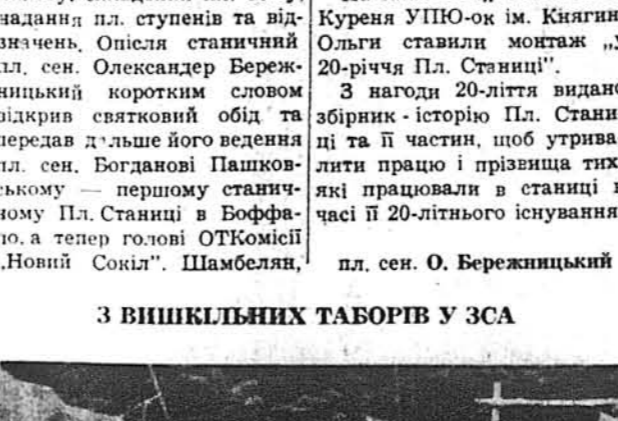 надання пл. ступенів та від-
значень. Опісля станичний
пл. сен. Олександер Береж-
ницький коротким словом
відкрив святковий обід та
передав дальше його ведення
пл. сен. Богданові Пашков-
ському — першому станич-
ному Пл. Станиці в Боффа-
ло, а тепер голові ОТКомісії
„Новий Сокіл”. Шамбелян,
Куреня УПЮ-ок ім. Княгин
Ольги ставили монтаж „У
20-річчя Пл. Станиці”.
З нагоди 20-ліття видано
збірник - історію Пл. Стани
ці та її частин, щоб утрива
лити працю і прізвища тих
які працювали в станиці в
часі її 20-літнього існування
пл. сен. О. Бережницький
З ВИШКІЛЬНИХ ТАБОРІВ У ЗСА